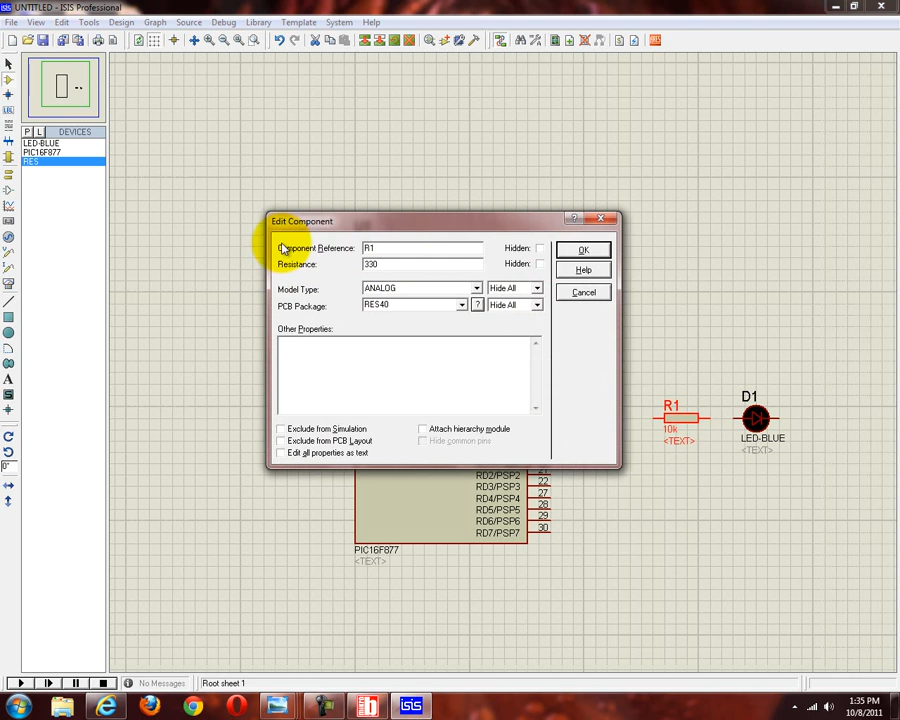 UNTITLED - ISIS Professional
File View Edit Tools Design Graph Source Debug Library Template System Help
LBL
P L DEVICES
LED-BLUE
PIC16F877
RES
Edit Component
Component Reference: R1 Hidden: OK
Resistance: 330 Hidden:
Help
Model Type: ANALOG Hide All Cancel
PCB Package: RES40 ? Hide All
Other Properties:
Exclude from Simulation Attach hierarchy module
Exclude from PCB Layout Hide common pins
Edit all properties as text
R1
10k
<TEXT>
D1
LED-BLUE
<TEXT>
21
RD2/PSP2 22
RD3/PSP3 27
RD4/PSP4 28
RD5/PSP5 29
RD6/PSP6 30
RD7/PSP7
PIC16F877
<TEXT>
A
S
0°
No Messages Root sheet 1
ISIS
1:35 PM
10/8/2011